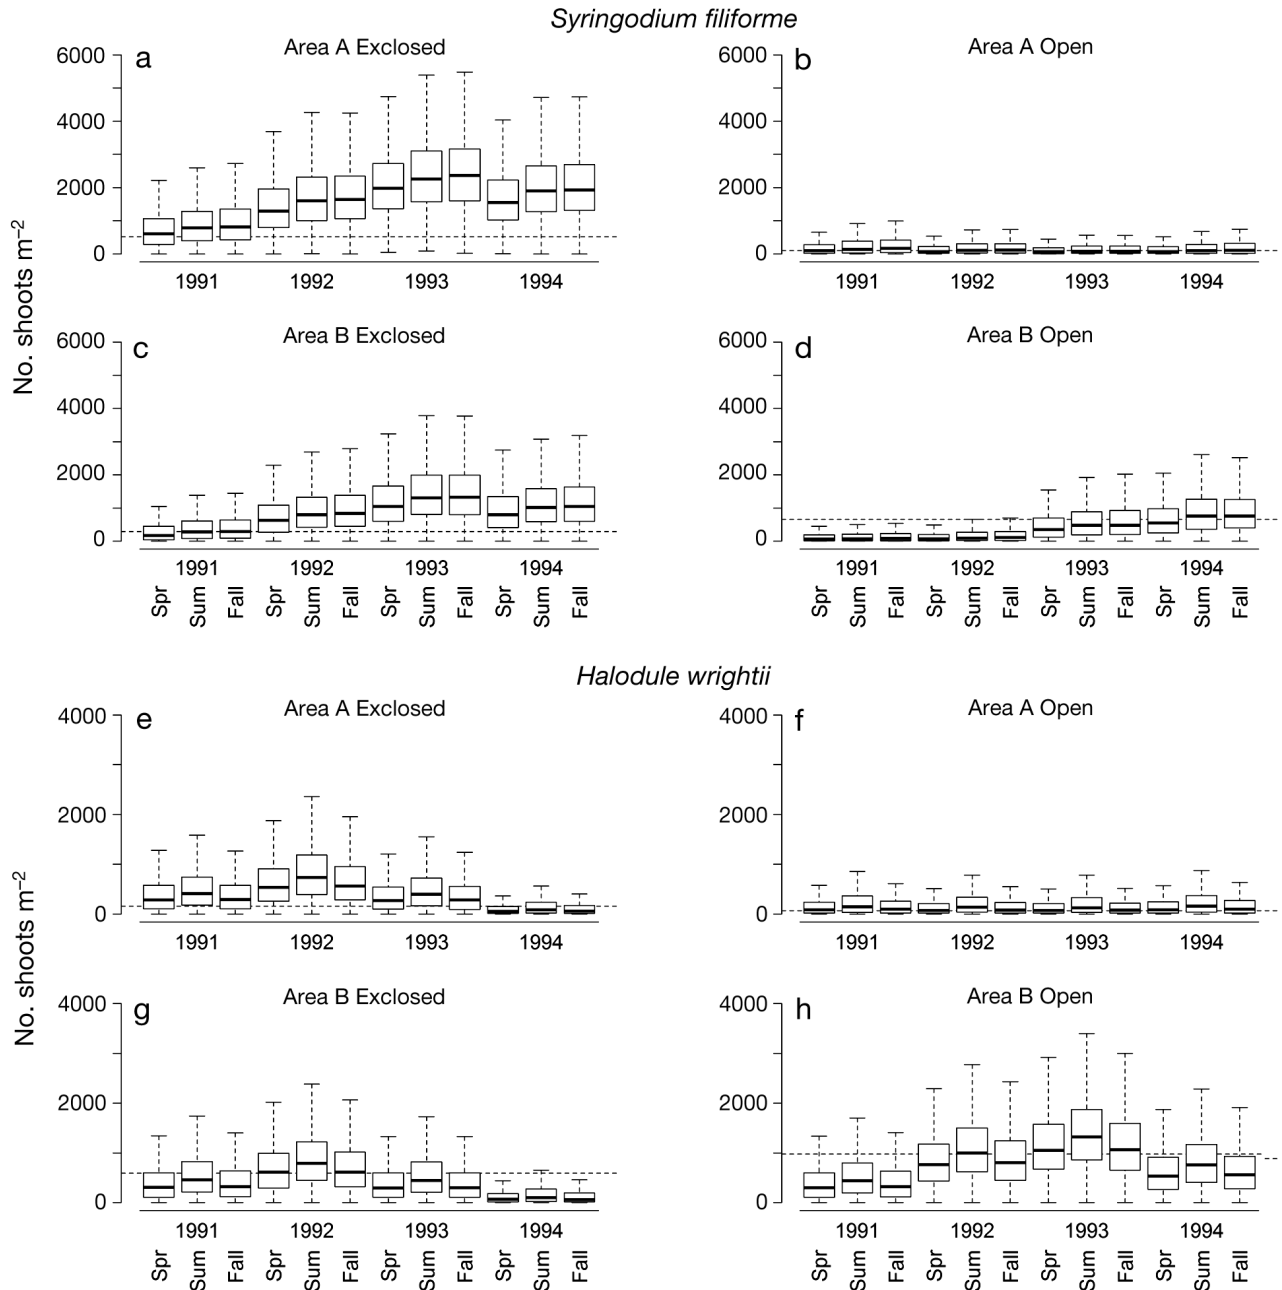 Syringodium filiforme
a Area A Exclosed
6000
4000
2000
0
1991 1992 1993 1994
b Area A Open
6000
4000
2000
0
1991 1992 1993 1994
No. shoots m⁻²
c Area B Exclosed
6000
4000
2000
0
1991 1992 1993 1994
Spr Sum Fall Spr Sum Fall Spr Sum Fall Spr Sum Fall
d Area B Open
6000
4000
2000
0
1991 1992 1993 1994
Spr Sum Fall Spr Sum Fall Spr Sum Fall Spr Sum Fall
Halodule wrightii
e Area A Exclosed
4000
2000
0
1991 1992 1993 1994
f Area A Open
4000
2000
0
1991 1992 1993 1994
No. shoots m⁻²
g Area B Exclosed
4000
2000
0
1991 1992 1993 1994
Spr Sum Fall Spr Sum Fall Spr Sum Fall Spr Sum Fall
h Area B Open
4000
2000
0
1991 1992 1993 1994
Spr Sum Fall Spr Sum Fall Spr Sum Fall Spr Sum Fall